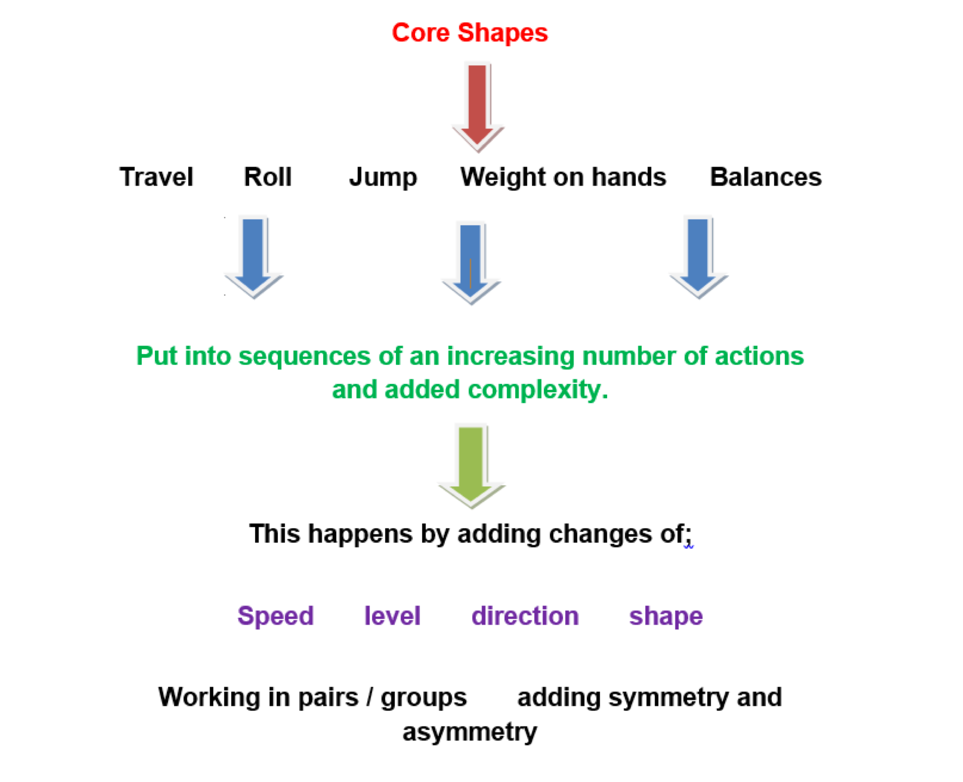 Core Shapes
Travel Roll Jump Weight on hands Balances
Put into sequences of an increasing number of actions
and added complexity.
This happens by adding changes of;
Speed level direction shape
Working in pairs / groups adding symmetry and
asymmetry